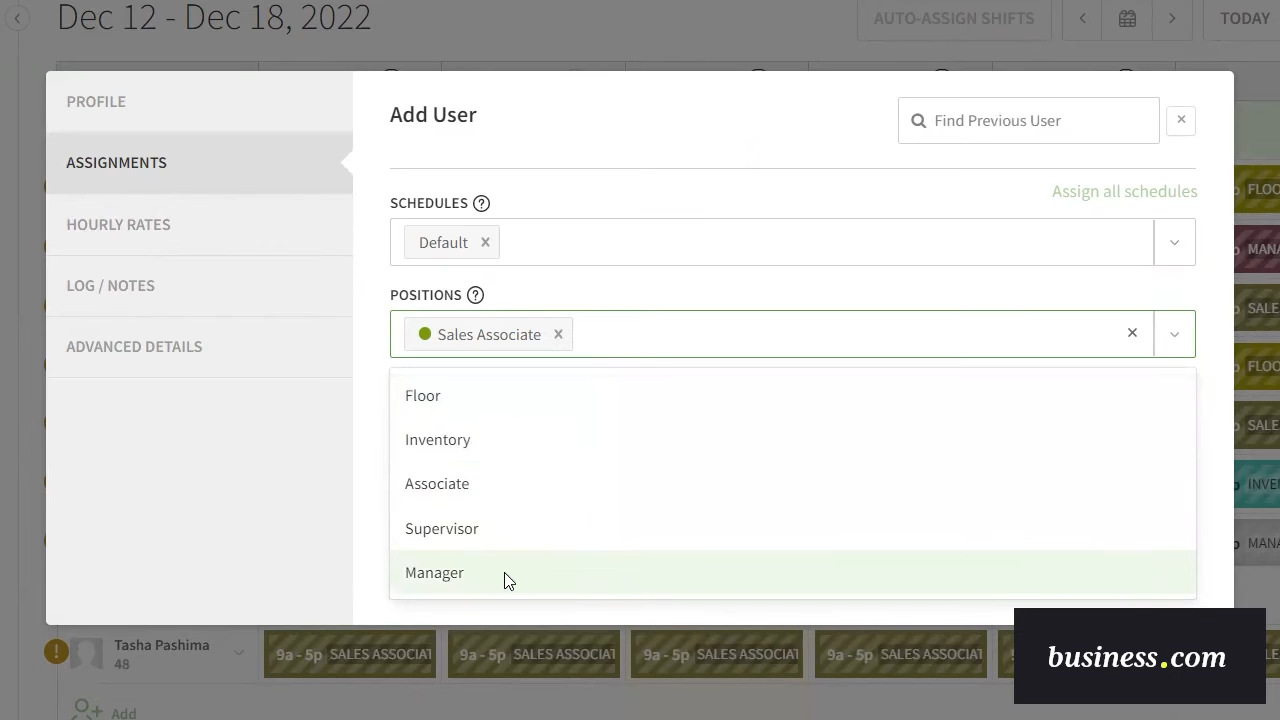 Dec 12 - Dec 18, 2022
AUTO-ASSIGN SHIFTS
TODAY
PROFILE
ASSIGNMENTS
HOURLY RATES
LOG / NOTES
ADVANCED DETAILS
Add User
Find Previous User
Assign all schedules
SCHEDULES
Default
POSITIONS
Sales Associate
Floor
Inventory
Associate
Supervisor
Manager
FLOO
MANA
SALE
FLOO
SALE
INVEN
MANA
Tasha Pashima
48
9a - 5p SALES ASSOCIAT
9a - 5p SALES ASSOCIAT
9a - 5p SALES ASSOCIAT
9a - 5p SALES ASSOCIAT
Add
business.com